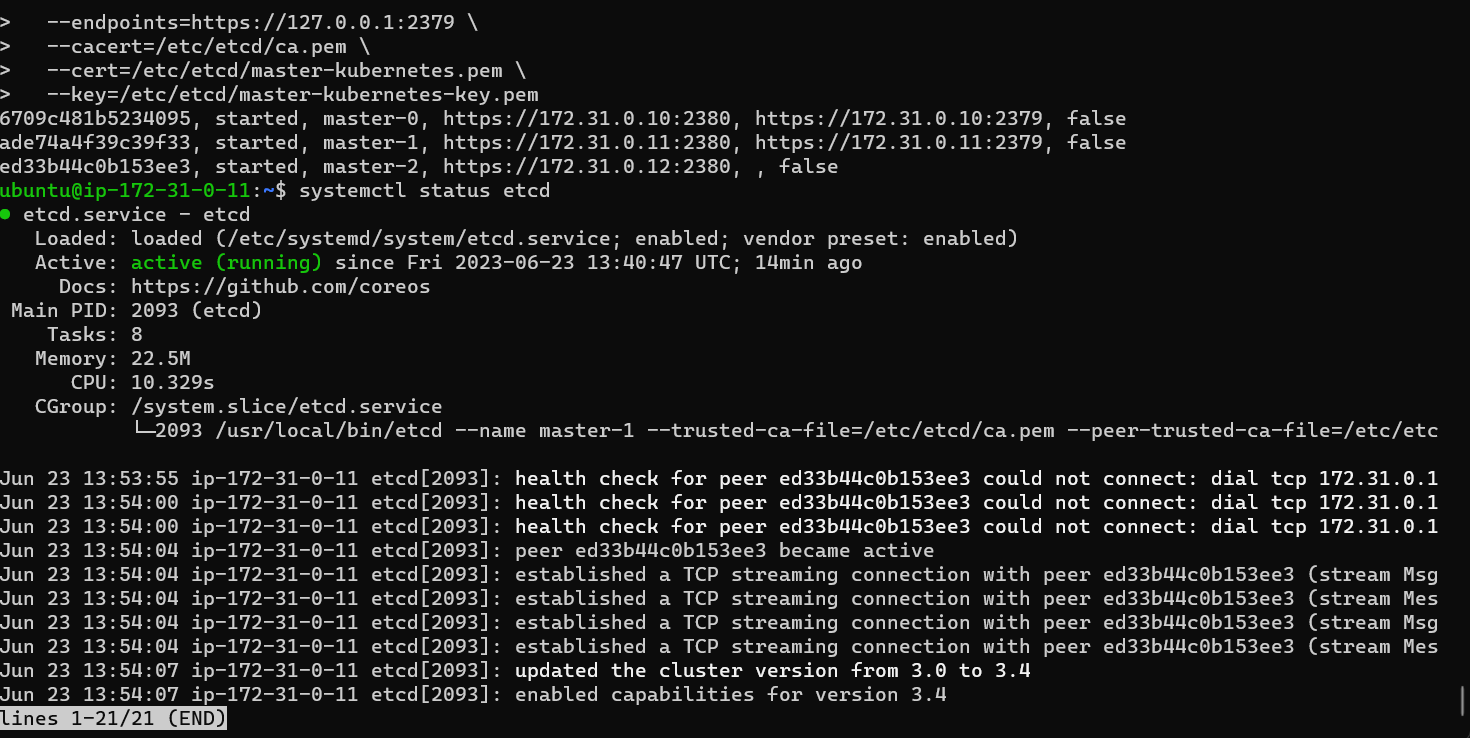 >   --endpoints=https://127.0.0.1:2379 \
>   --cacert=/etc/etcd/ca.pem \
>   --cert=/etc/etcd/master-kubernetes.pem \
>   --key=/etc/etcd/master-kubernetes-key.pem
6709c481b5234095, started, master-0, https://172.31.0.10:2380, https://172.31.0.10:2379, false
ade74a4f39c39f33, started, master-1, https://172.31.0.11:2380, https://172.31.0.11:2379, false
ed33b44c0b153ee3, started, master-2, https://172.31.0.12:2380, , false
ubuntu@ip-172-31-0-11:~$ systemctl status etcd
● etcd.service - etcd
   Loaded: loaded (/etc/systemd/system/etcd.service; enabled; vendor preset: enabled)
   Active: active (running) since Fri 2023-06-23 13:40:47 UTC; 14min ago
     Docs: https://github.com/coreos
 Main PID: 2093 (etcd)
    Tasks: 8
   Memory: 22.5M
      CPU: 10.329s
   CGroup: /system.slice/etcd.service
           └─2093 /usr/local/bin/etcd --name master-1 --trusted-ca-file=/etc/etcd/ca.pem --peer-trusted-ca-file=/etc/etc
Jun 23 13:53:55 ip-172-31-0-11 etcd[2093]: health check for peer ed33b44c0b153ee3 could not connect: dial tcp 172.31.0.1
Jun 23 13:54:00 ip-172-31-0-11 etcd[2093]: health check for peer ed33b44c0b153ee3 could not connect: dial tcp 172.31.0.1
Jun 23 13:54:00 ip-172-31-0-11 etcd[2093]: health check for peer ed33b44c0b153ee3 could not connect: dial tcp 172.31.0.1
Jun 23 13:54:04 ip-172-31-0-11 etcd[2093]: peer ed33b44c0b153ee3 became active
Jun 23 13:54:04 ip-172-31-0-11 etcd[2093]: established a TCP streaming connection with peer ed33b44c0b153ee3 (stream Msg
Jun 23 13:54:04 ip-172-31-0-11 etcd[2093]: established a TCP streaming connection with peer ed33b44c0b153ee3 (stream Mes
Jun 23 13:54:04 ip-172-31-0-11 etcd[2093]: established a TCP streaming connection with peer ed33b44c0b153ee3 (stream Msg
Jun 23 13:54:04 ip-172-31-0-11 etcd[2093]: established a TCP streaming connection with peer ed33b44c0b153ee3 (stream Mes
Jun 23 13:54:07 ip-172-31-0-11 etcd[2093]: updated the cluster version from 3.0 to 3.4
Jun 23 13:54:07 ip-172-31-0-11 etcd[2093]: enabled capabilities for version 3.4
lines 1-21/21 (END)